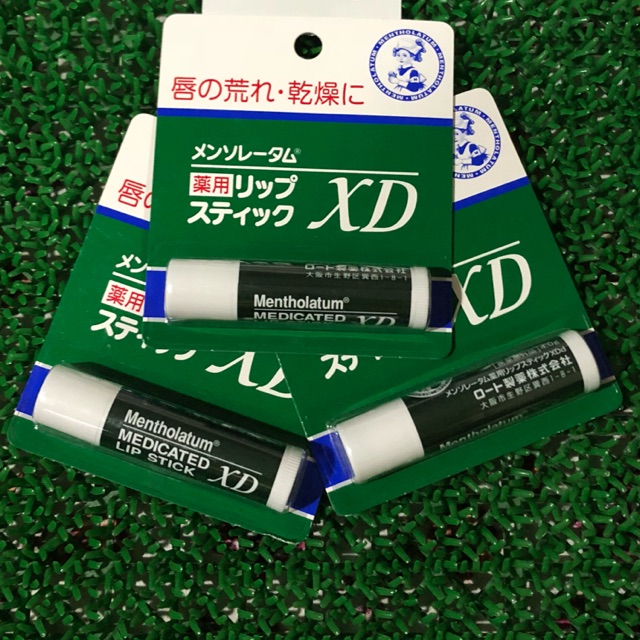 唇の荒れ・乾燥に
MENTHOLATUM
メンソレータム®
薬用 リップ
スティック XD
ロート製薬株式会社
大阪市生野区巽西1-8-1
Mentholatum®
MEDICATED
XD
唇の
メン
薬用
スティ
XD
Mentholatum®
MEDICATED
LIP STICK XD
XD
ステ
メンソレータム薬用リップスティックXD
ロート製薬株式会社
大阪市生野区巽西1-8-1
Mentholatum